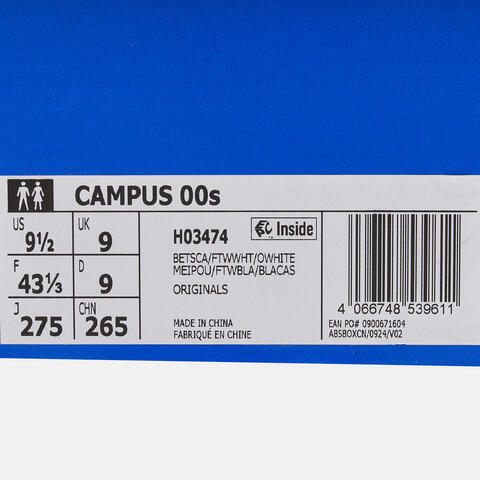 CAMPUS 00s
US 9½ UK 9
F 43⅓ D 9
J 275 CHN 265
H03474 Inside
BETSCA/FTWWHT/OWHITE
MEIPOU/FTWBLA/BLACAS
ORIGINALS
MADE IN CHINA
FABRIQUÉ EN CHINE
4 066748 539611
EAN PO# 0900671604
ABSBOXCN/0924/V02